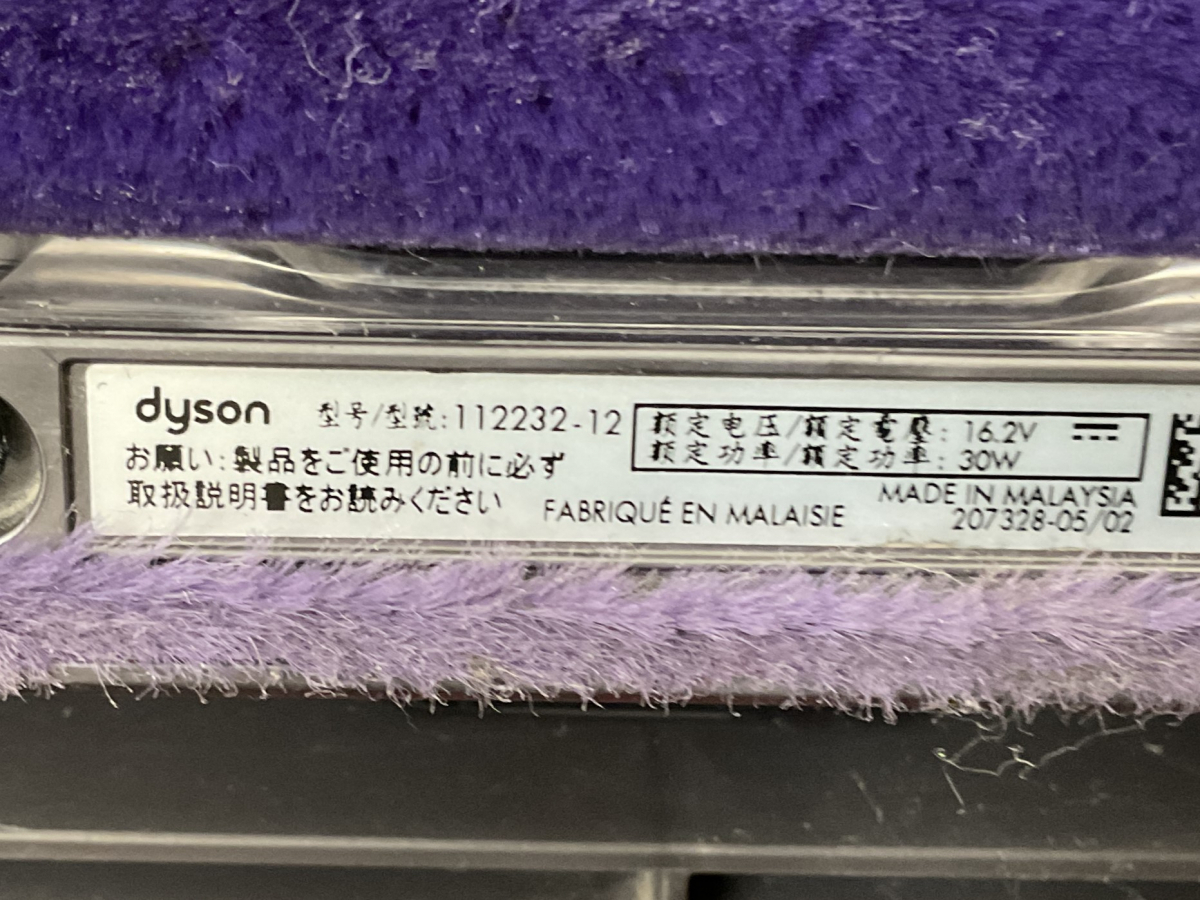 dyson 型号/型號:112232-12
お願い:製品をご使用の前に必ず
取扱説明書をお読みください
额定电压/額定電壓: 16.2V
额定功率/額定功率: 30W
FABRIQUÉ EN MALAISIE
MADE IN MALAYSIA
207328-05/02